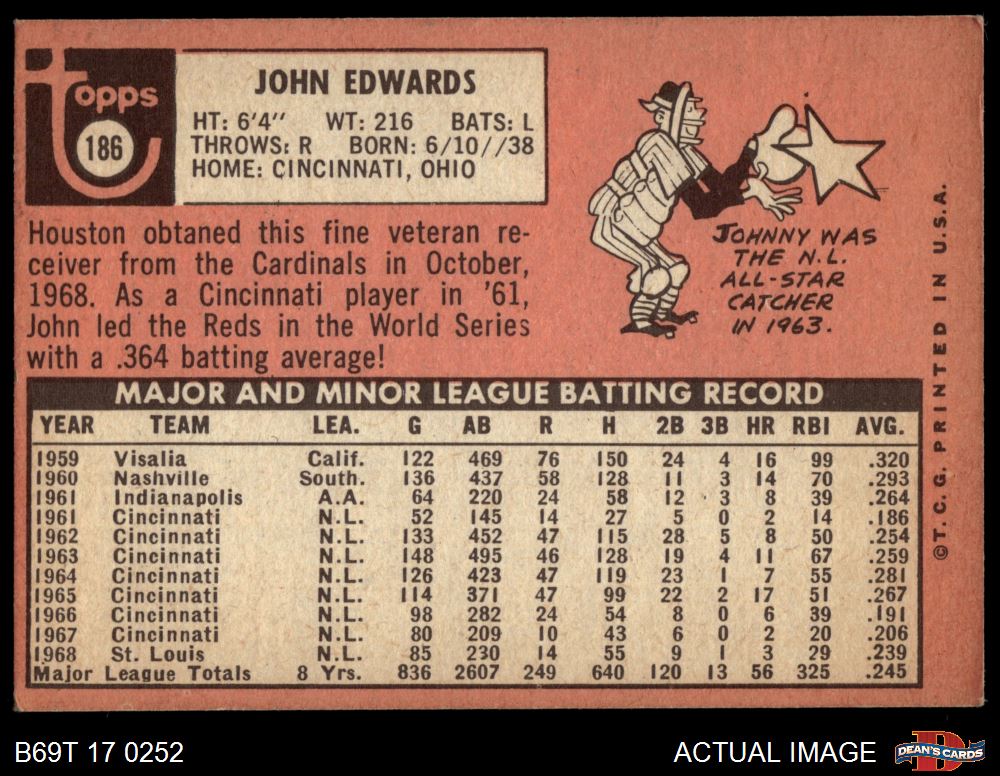 topps
186
JOHN EDWARDS
HT: 6'4" WT: 216 BATS: L
THROWS: R BORN: 6/10//38
HOME: CINCINNATI, OHIO
Houston obtaned this fine veteran re-
ceiver from the Cardinals in October,
1968. As a Cincinnati player in '61,
John led the Reds in the World Series
with a .364 batting average!
JOHNNY WAS
THE N.L.
ALL-STAR
CATCHER
IN 1963.
MAJOR AND MINOR LEAGUE BATTING RECORD
YEAR TEAM LEA. G AB R H 2B 3B HR RBI AVG.
1959 Visalia Calif. 122 469 76 150 24 4 16 99 .320
1960 Nashville South. 136 437 58 128 11 3 14 70 .293
1961 Indianapolis A.A. 64 220 24 58 12 3 8 39 .264
1961 Cincinnati N.L. 52 145 14 27 5 0 2 14 .186
1962 Cincinnati N.L. 133 452 47 115 28 5 8 50 .254
1963 Cincinnati N.L. 148 495 46 128 19 4 11 67 .259
1964 Cincinnati N.L. 126 423 47 119 23 1 7 55 .281
1965 Cincinnati N.L. 114 371 47 99 22 2 17 51 .267
1966 Cincinnati N.L. 98 282 24 54 8 0 6 39 .191
1967 Cincinnati N.L. 80 209 10 43 6 0 2 20 .206
1968 St. Louis N.L. 85 230 14 55 9 1 3 29 .239
Major League Totals 8 Yrs. 836 2607 249 640 120 13 56 325 .245
©T.C.G. PRINTED IN U.S.A.
B69T 17 0252
ACTUAL IMAGE
D
DEAN'S CARDS